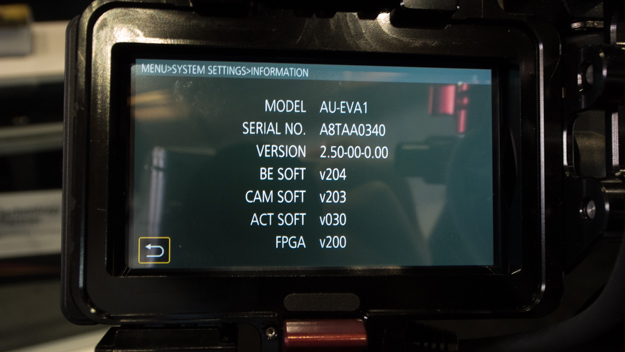 MENU>SYSTEM SETTINGS>INFORMATION
MODEL AU-EVA1
SERIAL NO. A8TAA0340
VERSION 2.50-00-0.00
BE SOFT v204
CAM SOFT v203
ACT SOFT v030
FPGA v200